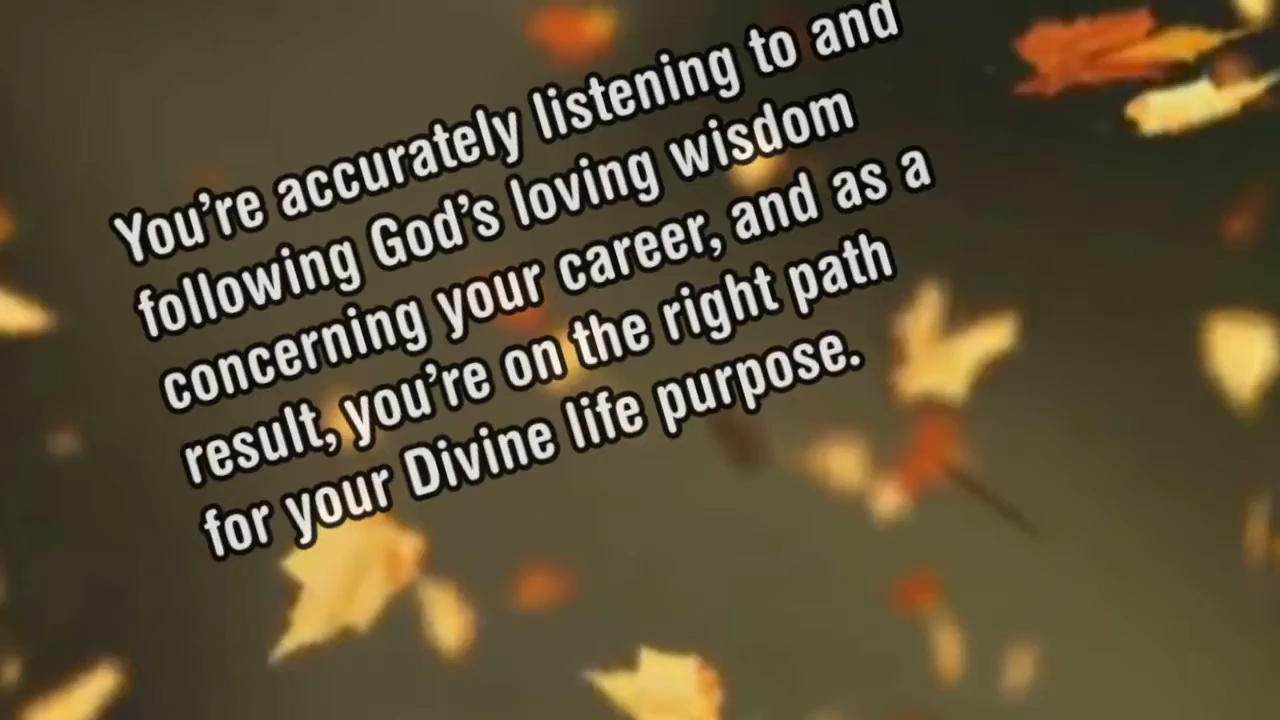 You’re accurately listening to and
following God’s loving wisdom
concerning your career, and as a
result, you’re on the right path
for your Divine life purpose.